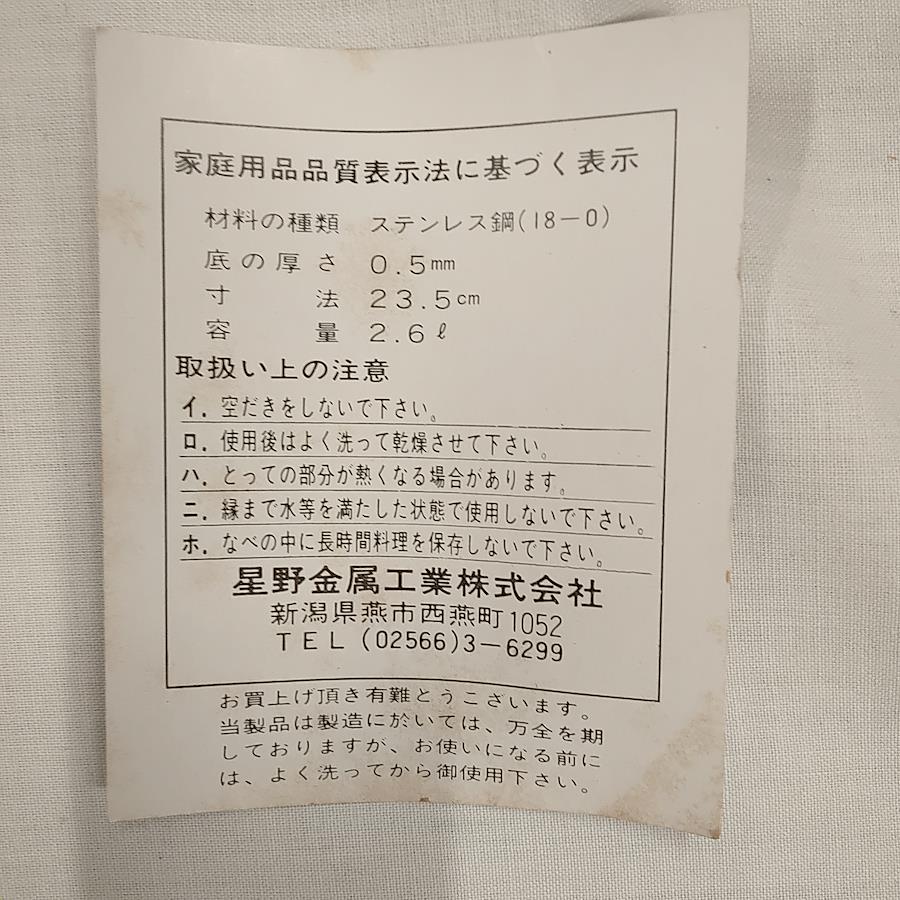 家庭用品品質表示法に基づく表示
材料の種類 ステンレス鋼(18-0)
底の厚さ 0.5mm
寸法 23.5cm
容量 2.6ℓ
取扱い上の注意
イ. 空だきをしないで下さい。
ロ. 使用後はよく洗って乾燥させて下さい。
ハ. とっての部分が熱くなる場合があります。
ニ. 縁まで水等を満たした状態で使用しないで下さい。
ホ. なべの中に長時間料理を保存しないで下さい。
星野金属工業株式会社
新潟県燕市西燕町1052
TEL (02566)3-6299
お買上げ頂き有難とうございます。
当製品は製造に於いては、万全を期
しておりますが、お使いになる前に
は、よく洗ってから御使用下さい。